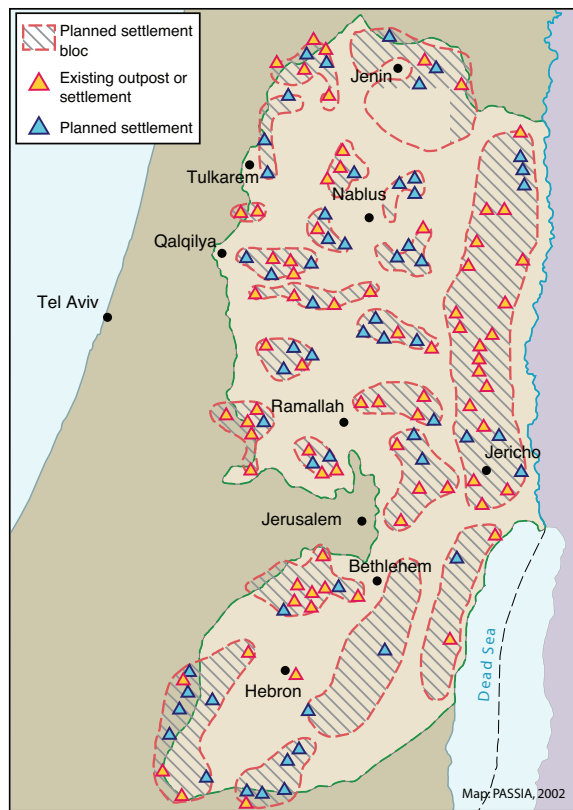 Planned settlement
bloc
Existing outpost or
settlement
Planned settlement
Jenin
Tulkarem
Nablus
Qalqilya
Tel Aviv
Ramallah
Jericho
Jerusalem
Bethlehem
Hebron
Dead Sea
Map: PASSIA, 2002